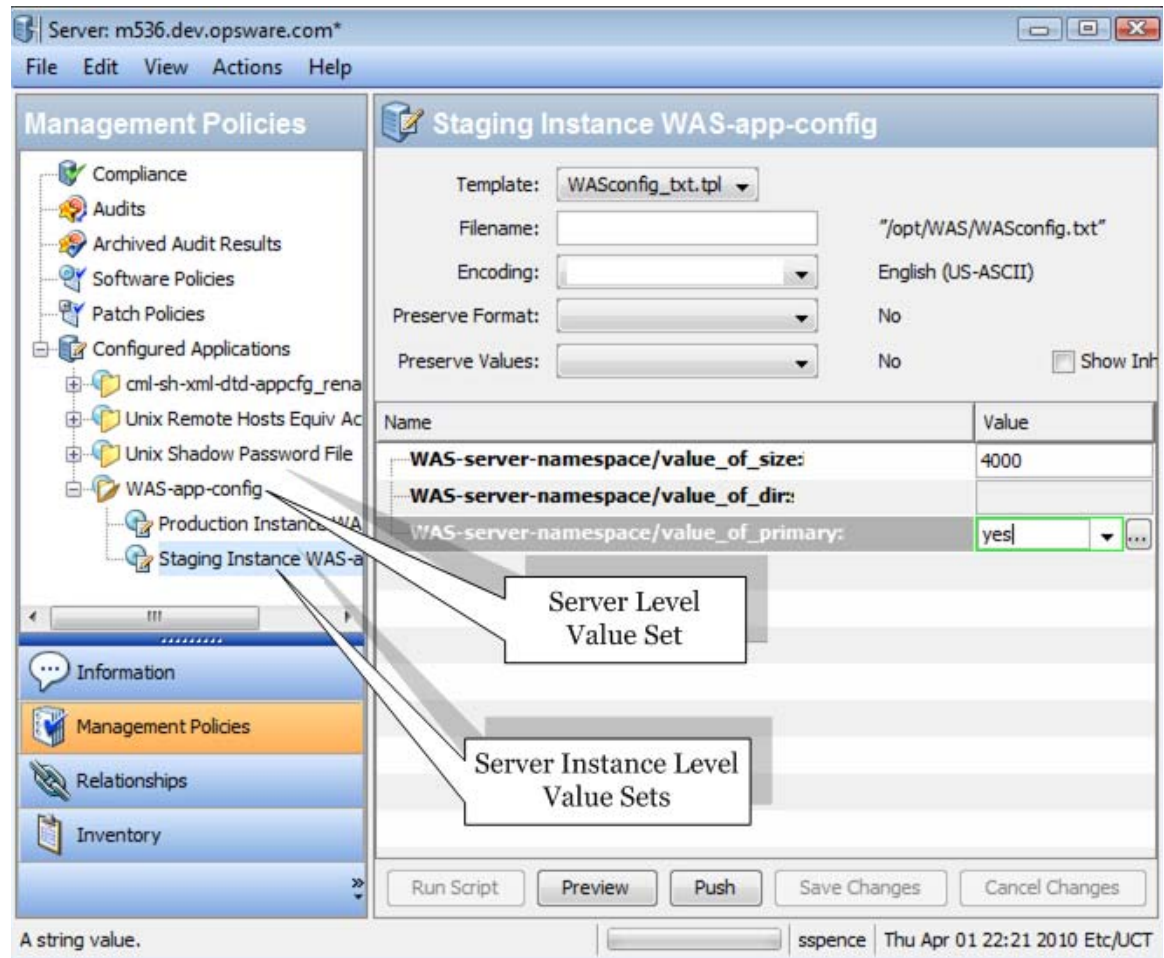 Server: m536.dev.opsware.com*
File Edit View Actions Help
Management Policies
Compliance
Audits
Archived Audit Results
Software Policies
Patch Policies
Configured Applications
cml-sh-xml-dtd-appcfg_rena
Unix Remote Hosts Equiv Ac
Unix Shadow Password File
WAS-app-config
Production Instance WA
Staging Instance WAS-a
Information
Management Policies
Relationships
Inventory
»
Staging Instance WAS-app-config
Template: WASconfig_txt.tpl
Filename: "/opt/WAS/WASconfig.txt"
Encoding: English (US-ASCII)
Preserve Format: No
Preserve Values: No Show Inh
Name Value
WAS-server-namespace/value_of_size: 4000
WAS-server-namespace/value_of_dir:
WAS-server-namespace/value_of_primary: yes ...
Server Level
Value Set
Server Instance Level
Value Sets
Run Script Preview Push Save Changes Cancel Changes
A string value. sspence Thu Apr 01 22:21 2010 Etc/UCT